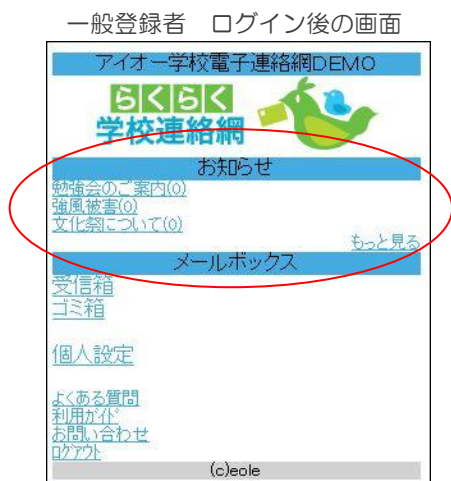 一般登録者　ログイン後の画面
アイオー学校電子連絡網DEMO
らくらく
学校連絡網
お知らせ
勉強会のご案内(0)
強風被害(0)
文化祭について(0)
もっと見る
メールボックス
受信箱
ゴミ箱
個人設定
よくある質問
利用ガイド
お問い合わせ
ログアウト
(c)eole